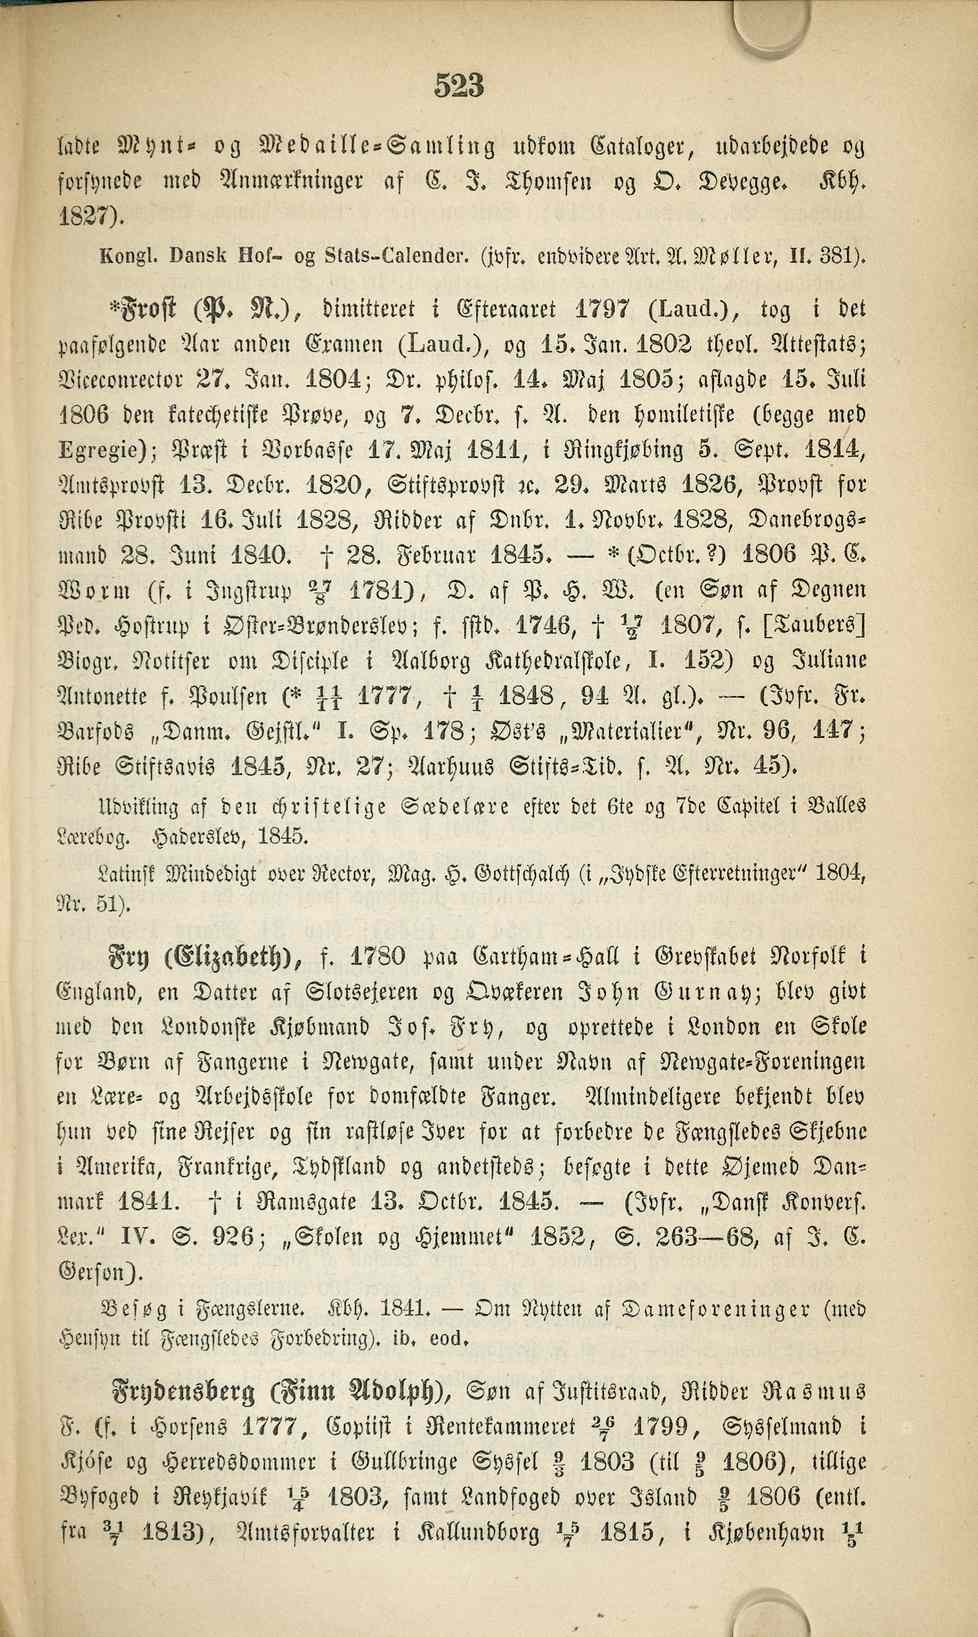 523
ladte Mynt- og Medaille-Samling udkom Cataloger, udarbejdede og
forsynede med Anmærkninger af C. J. Thomsen og O. Devegge. Kbh.
1827).
Kongl. Dansk Hof- og Stats-Calender. (jvfr. endvidere Art. A. Møller, II. 381).
*Frost (P. N.), dimitteret i Efteraaret 1797 (Laud.), tog i det
paafølgende Aar anden Examen (Laud.), og 15. Jan. 1802 theol. Attestats;
Viceconrector 27. Jan. 1804; Dr. philos. 14. Maj 1805; aflagde 15. Juli
1806 den katechetiske Prøve, og 7. Decbr. s. A. den homiletiske (begge med
Egregie); Præst i Vorbasse 17. Maj 1811, i Ringkjøbing 5. Sept. 1814,
Amtsprovst 13. Decbr. 1820, Stiftsprovst ꝛc. 29. Marts 1826, Provst for
Ribe Provsti 16. Juli 1828, Ridder af Dnbr. 1. Novbr. 1828, Danebrogs-
mand 28. Juni 1840. † 28. Februar 1845. — * (Octbr. ?) 1806 P. C.
Worm (f. i Ingstrup 27/8 1781), D. af P. H. W. (en Søn af Degnen
Ped. Hostrup i Øster-Brønderslev; f. sstd. 1746, † 17/2 1807, s. [Taubers]
Biogr. Notitser om Disciple i Aalborg Kathedralskole, I. 152) og Juliane
Antonette f. Poulsen (* 11/11 1777, † 1/1 1848, 94 A. gl.). — (Jvfr. Fr.
Barfods „Danm. Gejstl." I. Sp. 178; Øst's „Materialier", Nr. 96, 147;
Ribe Stiftsavis 1845, Nr. 27; Aarhuus Stifts-Tid. s. A. Nr. 45).
Udvikling af den christelige Sædelære efter det 6te og 7de Capitel i Balles
Lærebog. Haderslev, 1845.
Latinsk Mindedigt over Rector, Mag. H. Gottschalch (i „Jydske Efterretninger" 1804,
Nr. 51).
Fry (Elizabeth), f. 1780 paa Cartham-Hall i Grevskabet Norfolk i
England, en Datter af Slotsejeren og Qvækeren John Gurnay; blev givt
med den Londonske Kjøbmand Jos. Fry, og oprettede i London en Skole
for Børn af Fangerne i Newgate, samt under Navn af Newgate-Foreningen
en Lære- og Arbejdsskole for domfældte Fanger. Almindeligere bekjendt blev
hun ved sine Rejser og sin rastløse Iver for at forbedre de Fængsledes Skjebne
i Amerika, Frankrige, Tydskland og andetsteds; besøgte i dette Øjemed Dan-
mark 1841. † i Ramsgate 13. Octbr. 1845. — (Jvfr. „Dansk Konvers.
Lex." IV. S. 926; „Skolen og Hjemmet" 1852, S. 263—68, af J. C.
Gerson).
Besøg i Fængslerne. Kbh. 1841. — Om Nytten af Dameforeninger (med
Hensyn til Fængsledes Forbedring). ib. eod.
Frydensberg (Finn Adolph), Søn af Justitsraad, Ridder Rasmus
F. (f. i Horsens 1777, Copiist i Rentekammeret 26/7 1799, Sysselmand i
Kjóse og Herredsdommer i Gullbringe Syssel 9/3 1803 (til 9/5 1806), tillige
Byfoged i Reykjavik 15/4 1803, samt Landfoged over Island 9/5 1806 (entl.
fra 31/7 1813), Amtsforvalter i Kallundborg 15/7 1815, i Kjøbenhavn 11/5